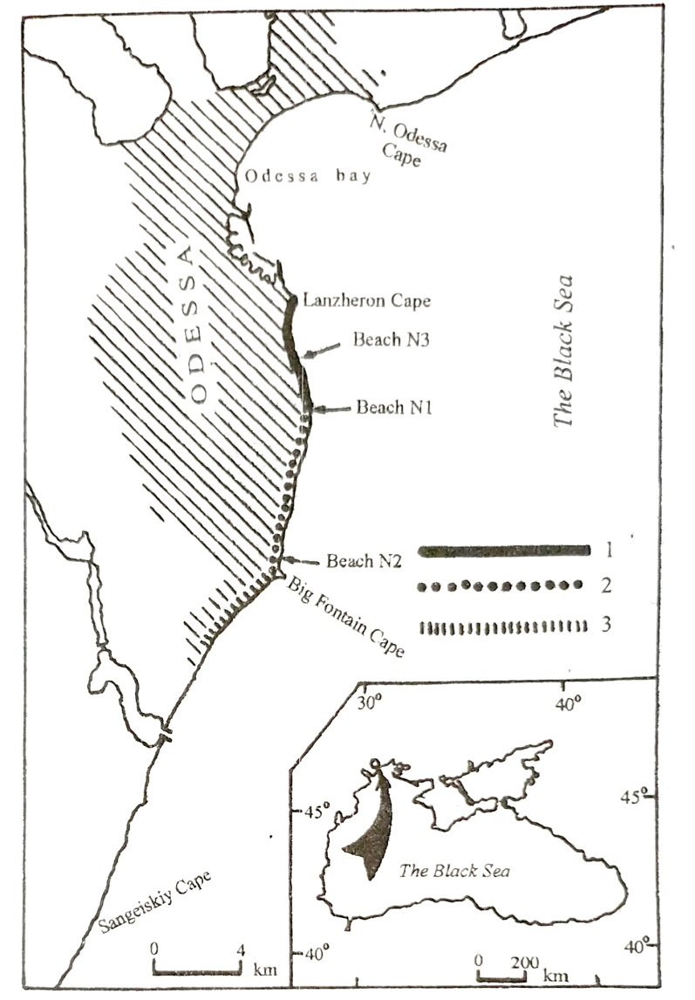 N. Odessa
Cape
Odessa bay
ODESSA
Lanzheron Cape
Beach N3
The Black Sea
Beach N1
Beach N2
Big Fontain Cape
1
2
3
30° 40°
45° 45°
The Black Sea
40° 40°
Sangeiskiy Cape
0 4
km
0 200
km